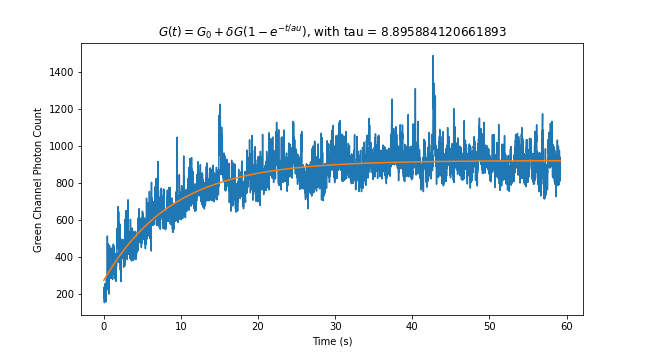 G(t) = G₀ + δG(1 − e^{−t/au}), with tau = 8.895884120661893
1400
1200
1000
800
600
400
200
Green Channel Photon Count
0 10 20 30 40 50 60
Time (s)